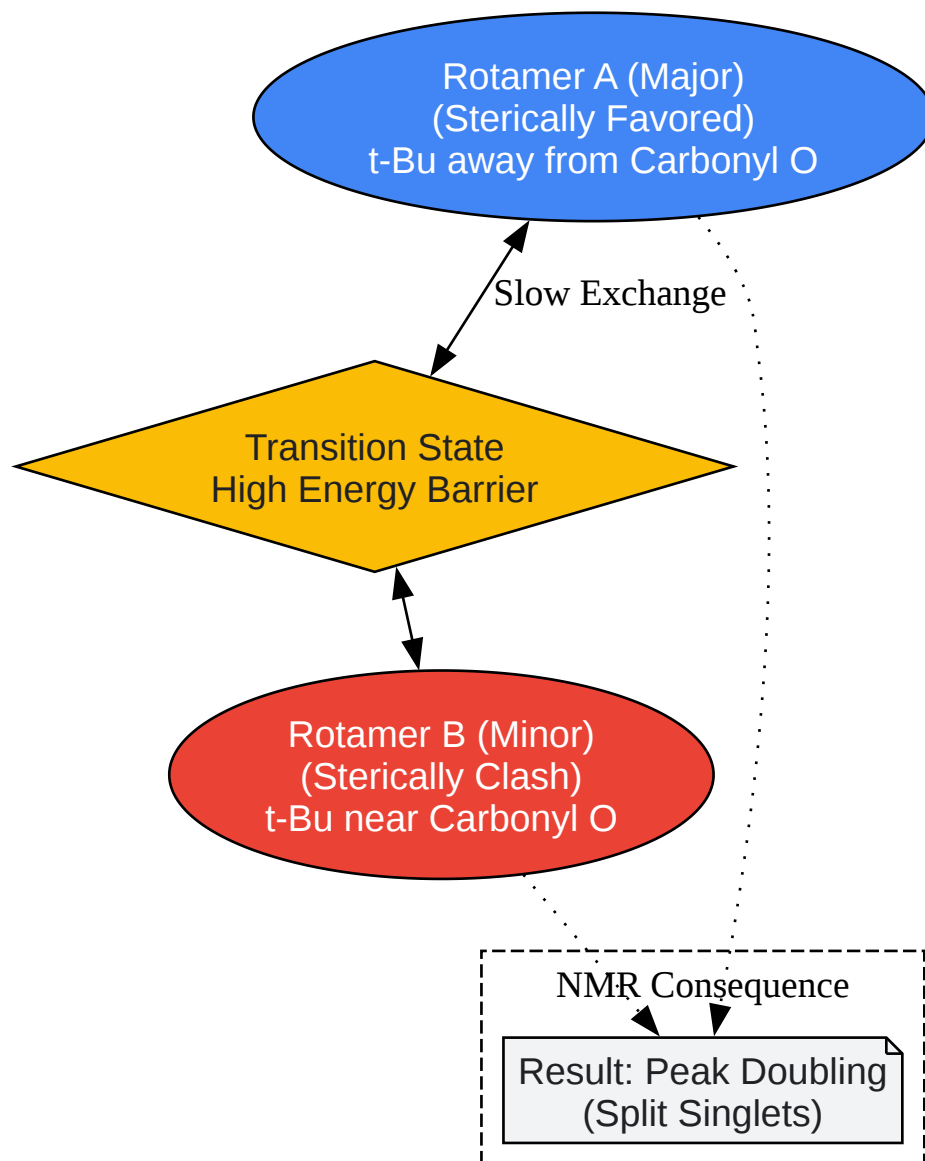 Rotamer A (Major)
(Sterically Favored)
t-Bu away from Carbonyl O
Slow Exchange
Transition State
High Energy Barrier
Rotamer B (Minor)
(Sterically Clash)
t-Bu near Carbonyl O
NMR Consequence
Result: Peak Doubling
(Split Singlets)